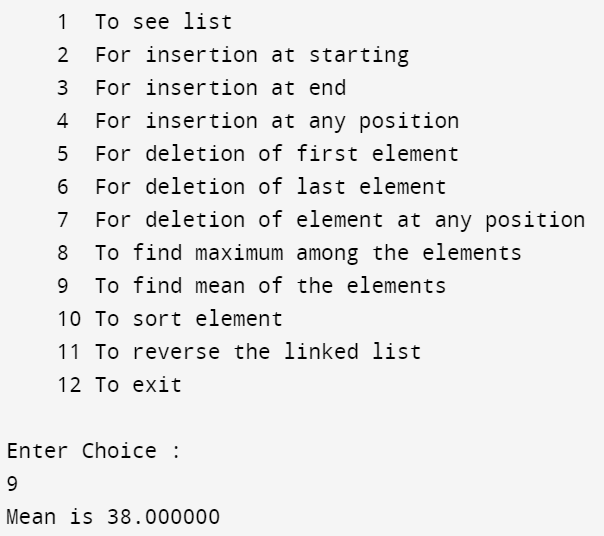 1 To see list
2 For insertion at starting
3 For insertion at end
4 For insertion at any position
5 For deletion of first element
6 For deletion of last element
7 For deletion of element at any position
8 To find maximum among the elements
9 To find mean of the elements
10 To sort element
11 To reverse the linked list
12 To exit
Enter Choice :
9
Mean is 38.000000